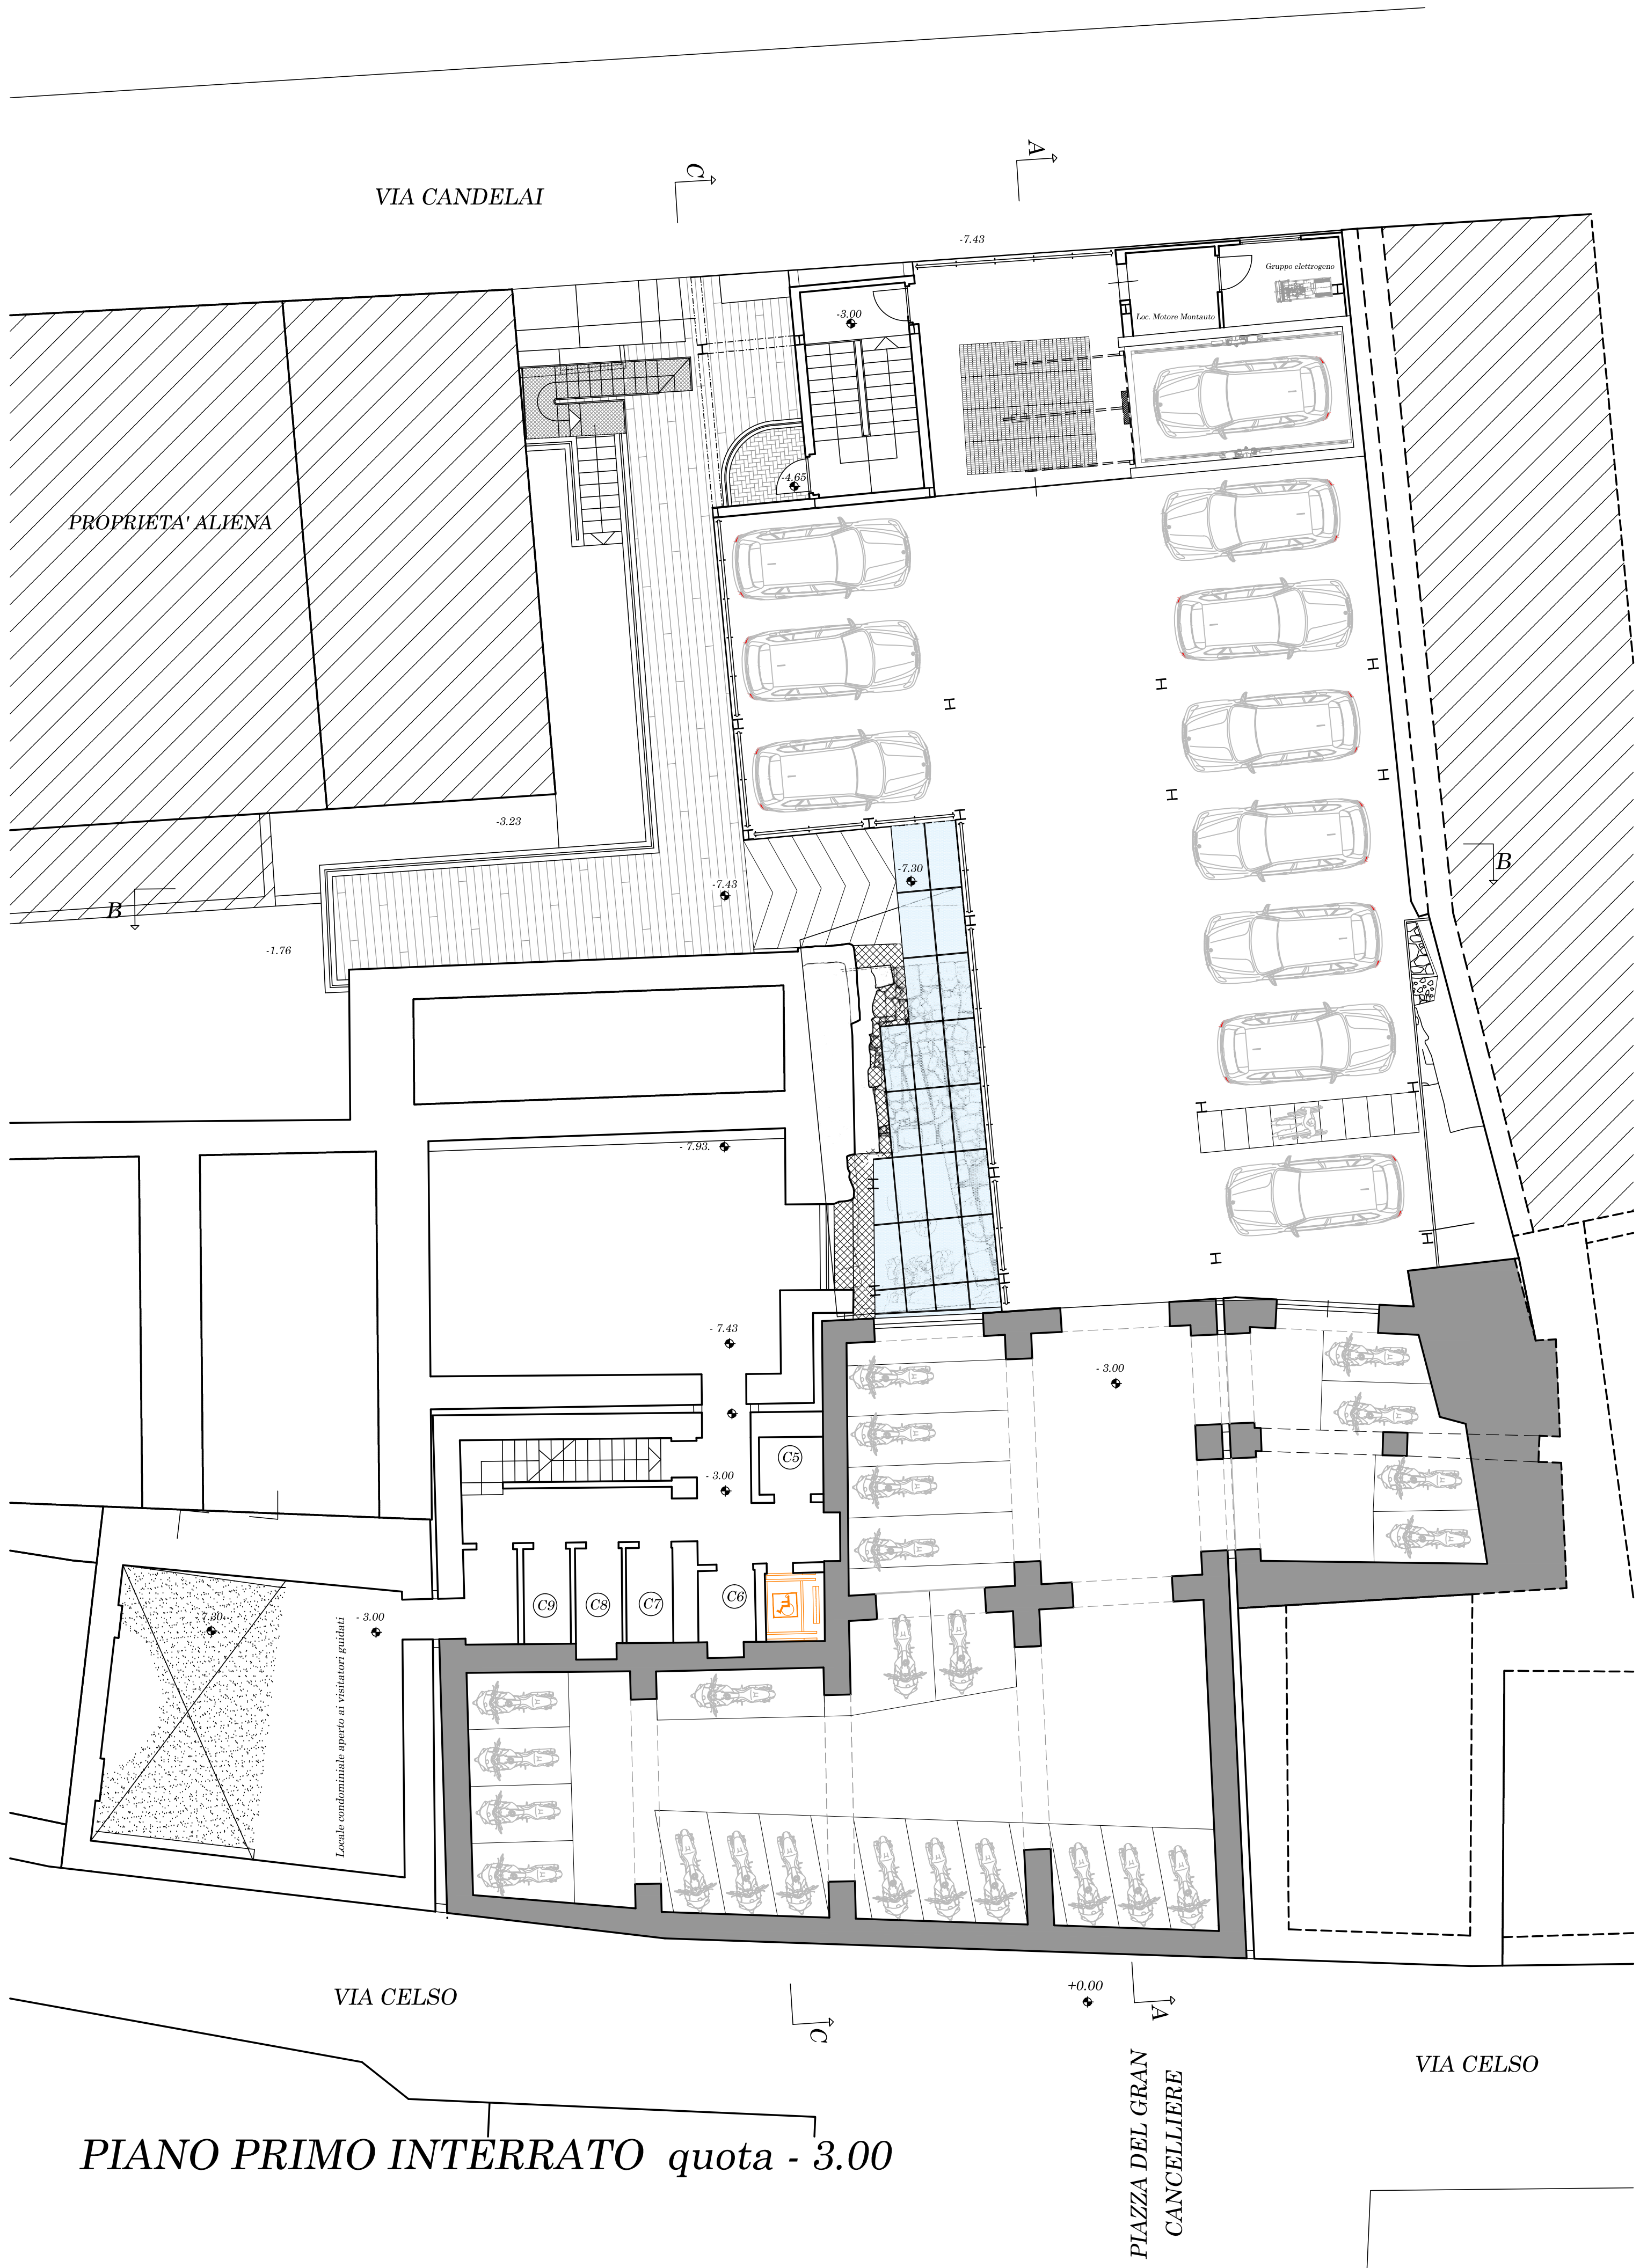 A
C
VIA CANDELAI
-7.43
Gruppo elettrogeno
-3.00
Loc. Motore Montauto
-4.65
PROPRIETA' ALIENA
-3.23
B
-7.30
-7.43
B
-1.76
- 7.93.
- 7.43
- 3.00
C5
- 3.00
C9
C8
C7
C6
- 7.30
- 3.00
Locale condominiale aperto ai visitatori guidati
+0.00
VIA CELSO
A
C
VIA CELSO
PIAZZA DEL GRAN
CANCELLIERE
PIANO PRIMO INTERRATO quota - 3.00